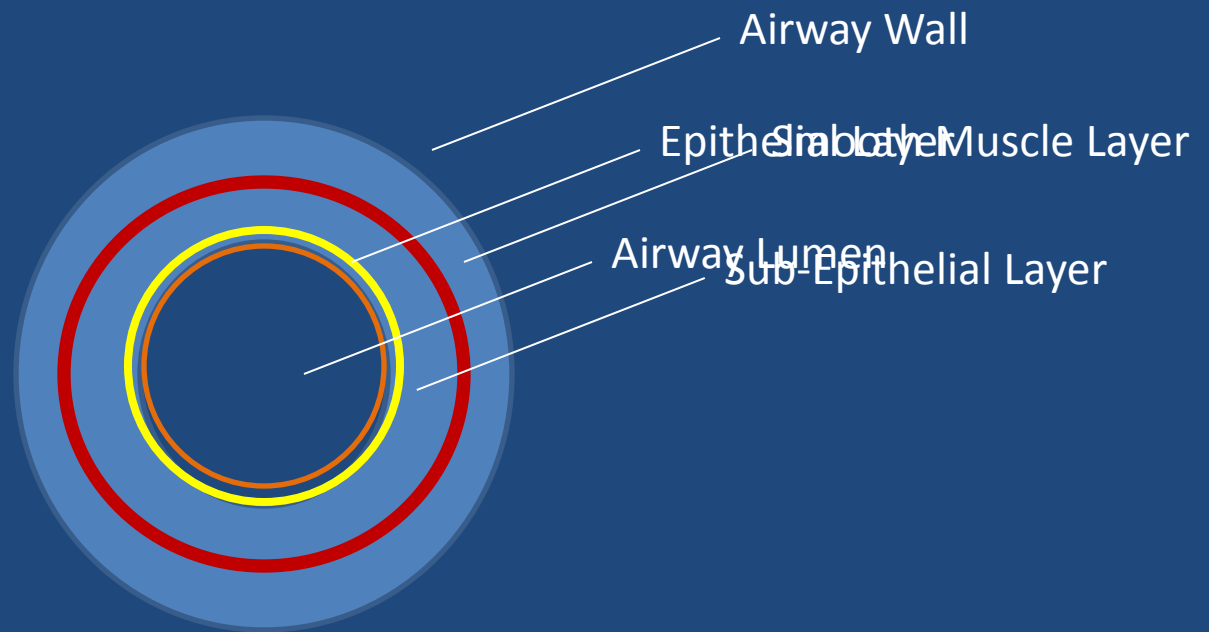 Airway Wall
Epithelial Layer
Smooth Muscle Layer
Airway Lumen
Sub-Epithelial Layer